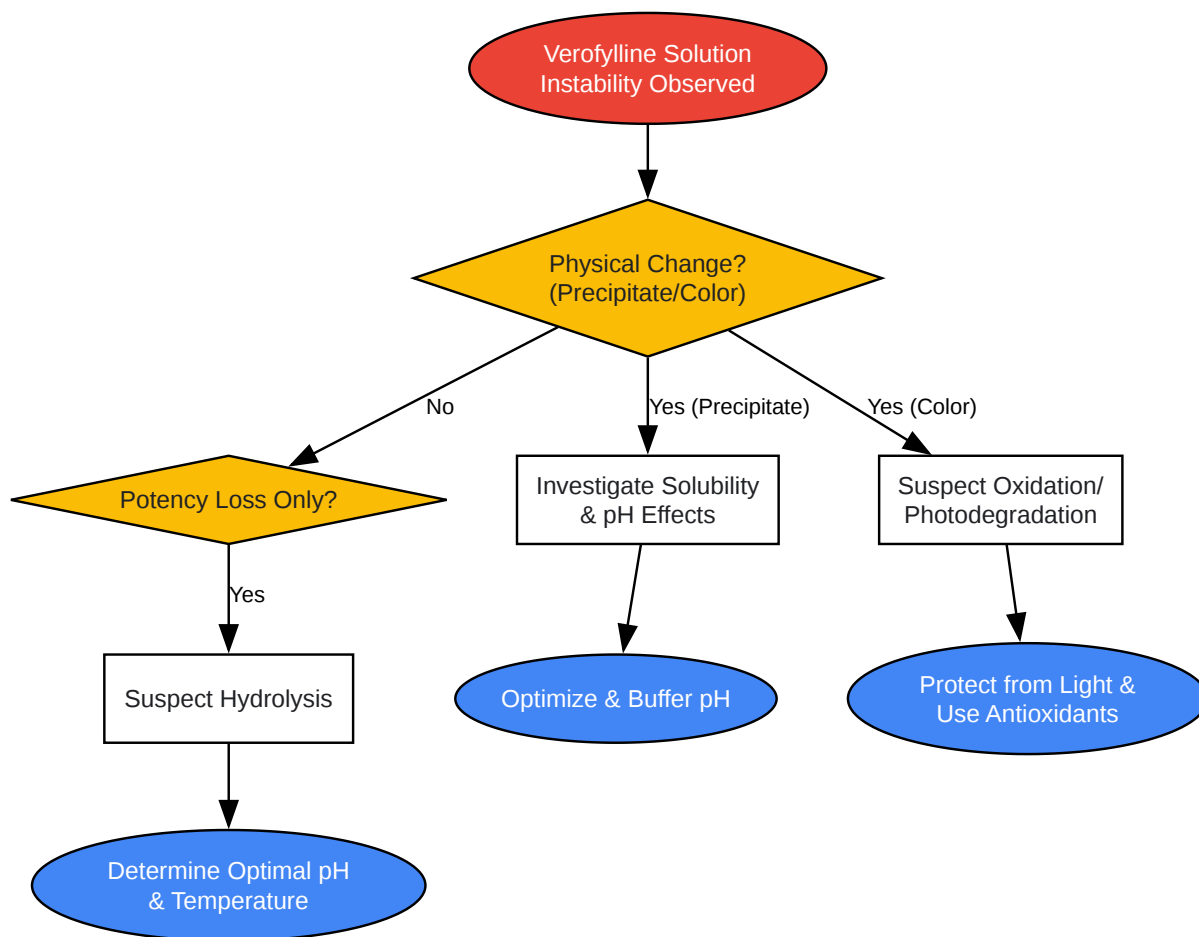 Verofylline Solution
Instability Observed
Physical Change?
(Precipitate/Color)
No
Yes (Precipitate)
Yes (Color)
Potency Loss Only?
Investigate Solubility
& pH Effects
Suspect Oxidation/
Photodegradation
Yes
Suspect Hydrolysis
Optimize & Buffer pH
Protect from Light &
Use Antioxidants
Determine Optimal pH
& Temperature